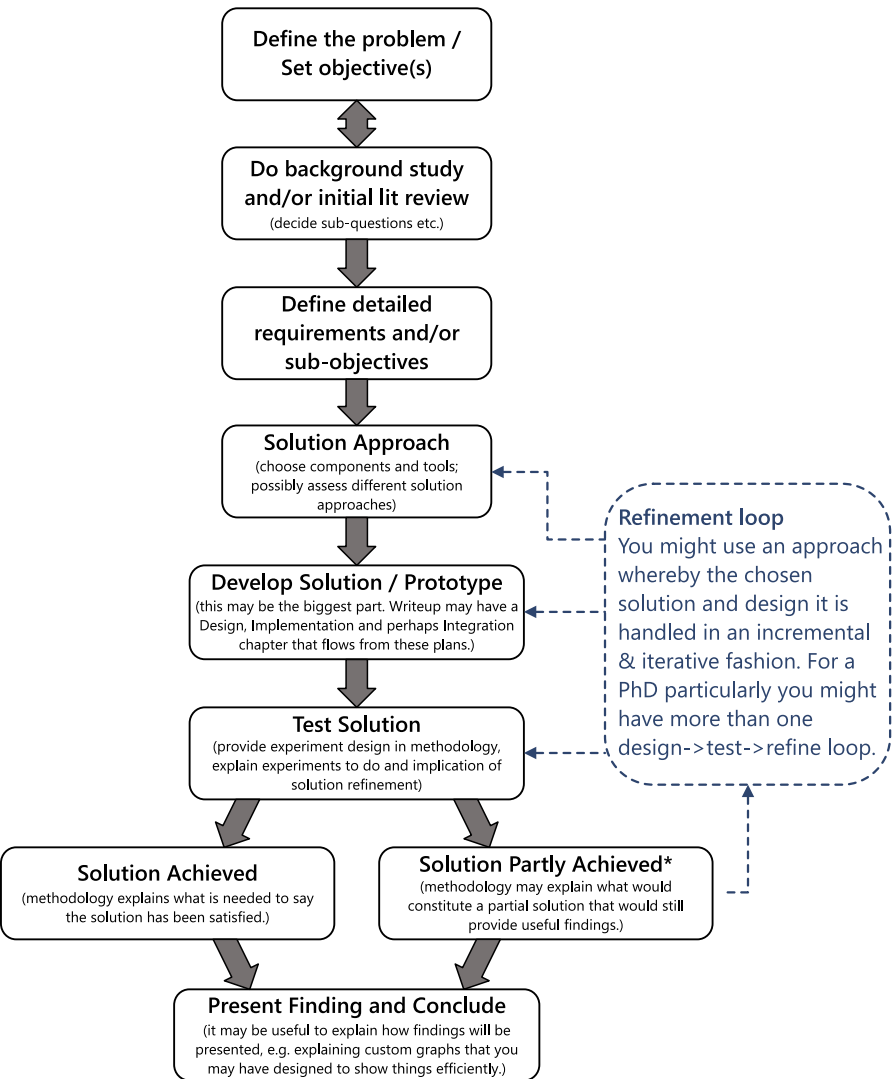 Define the problem /
Set objective(s)
Do background study
and/or initial lit review
(decide sub-questions etc.)
Define detailed
requirements and/or
sub-objectives
Solution Approach
(choose components and tools;
possibly assess different solution
approaches)
Refinement loop
You might use an approach
whereby the chosen
solution and design it is
handled in an incremental
& iterative fashion. For a
PhD particularly you might
have more than one
design->test->refine loop.
Develop Solution / Prototype
(this may be the biggest part. Writeup may have a
Design, Implementation and perhaps Integration
chapter that flows from these plans.)
Test Solution
(provide experiment design in methodology,
explain experiments to do and implication of
solution refinement)
Solution Achieved
(methodology explains what is needed to say
the solution has been satisfied.)
Solution Partly Achieved*
(methodology may explain what would
constitute a partial solution that would still
provide useful findings.)
Present Finding and Conclude
(it may be useful to explain how findings will be
presented, e.g. explaining custom graphs that you
may have designed to show things efficiently.)